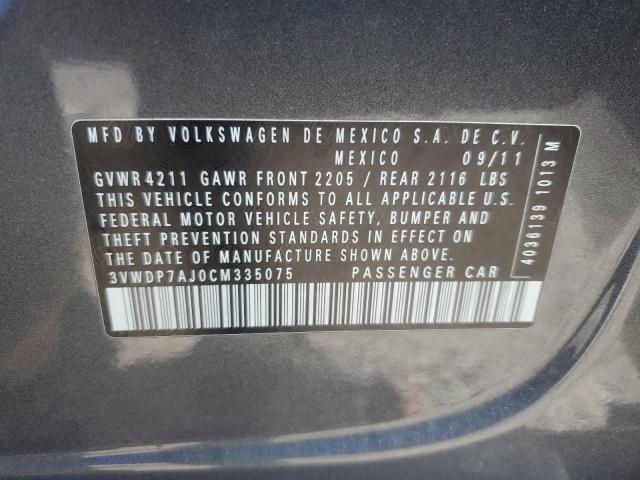 MFD BY VOLKSWAGEN DE MEXICO S.A. DE C.V.
MEXICO 09/11
GVWR 4211 GAWR FRONT 2205 / REAR 2116 LBS
THIS VEHICLE CONFORMS TO ALL APPLICABLE U.S.
FEDERAL MOTOR VEHICLE SAFETY, BUMPER AND
THEFT PREVENTION STANDARDS IN EFFECT ON
THE DATE OF MANUFACTURE SHOWN ABOVE.
3VWDP7AJ0CM335075 PASSENGER CAR
4036139 1013 M